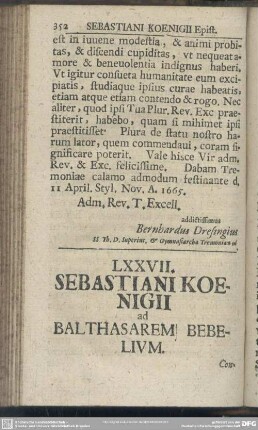 352 SEBASTIANI KOENIGII Epist.
est in iuuene modestia, & animi probi-
tas, & discendi cupiditas, vt nequeat a-
more & beneuolentia indignus haberi.
Vt igitur consueta humanitate eum exci-
piatis, studiaque ipsius curae habeatis,
etiam atque etiam contendo & rogo. Nec
aliter, quod ipsi Tua Plur. Rev. Exc prae-
stiterit, habebo, quam si mihimet ipsi
praestitisset. Plura de statu nostro ha-
rum lator, quem commendaui, coram si-
gnificare poterit. Vale hisce Vir adm.
Rev. & Exc. felicissime. Dabam Tre-
moniae calamo admodum festinante d.
11 April. Styl. Nov. A. 1665.
Adm. Rev. T. Excell.
addictissimus
Bernhardus Dresingius
SS Th. D. Superius, & Gymnasiarcha Tremonian
LXXVII.
SEBASTIANI KOE-
NIGII
ad
BALTHASAREM BEBE-
LIVM.
Con-
DFG